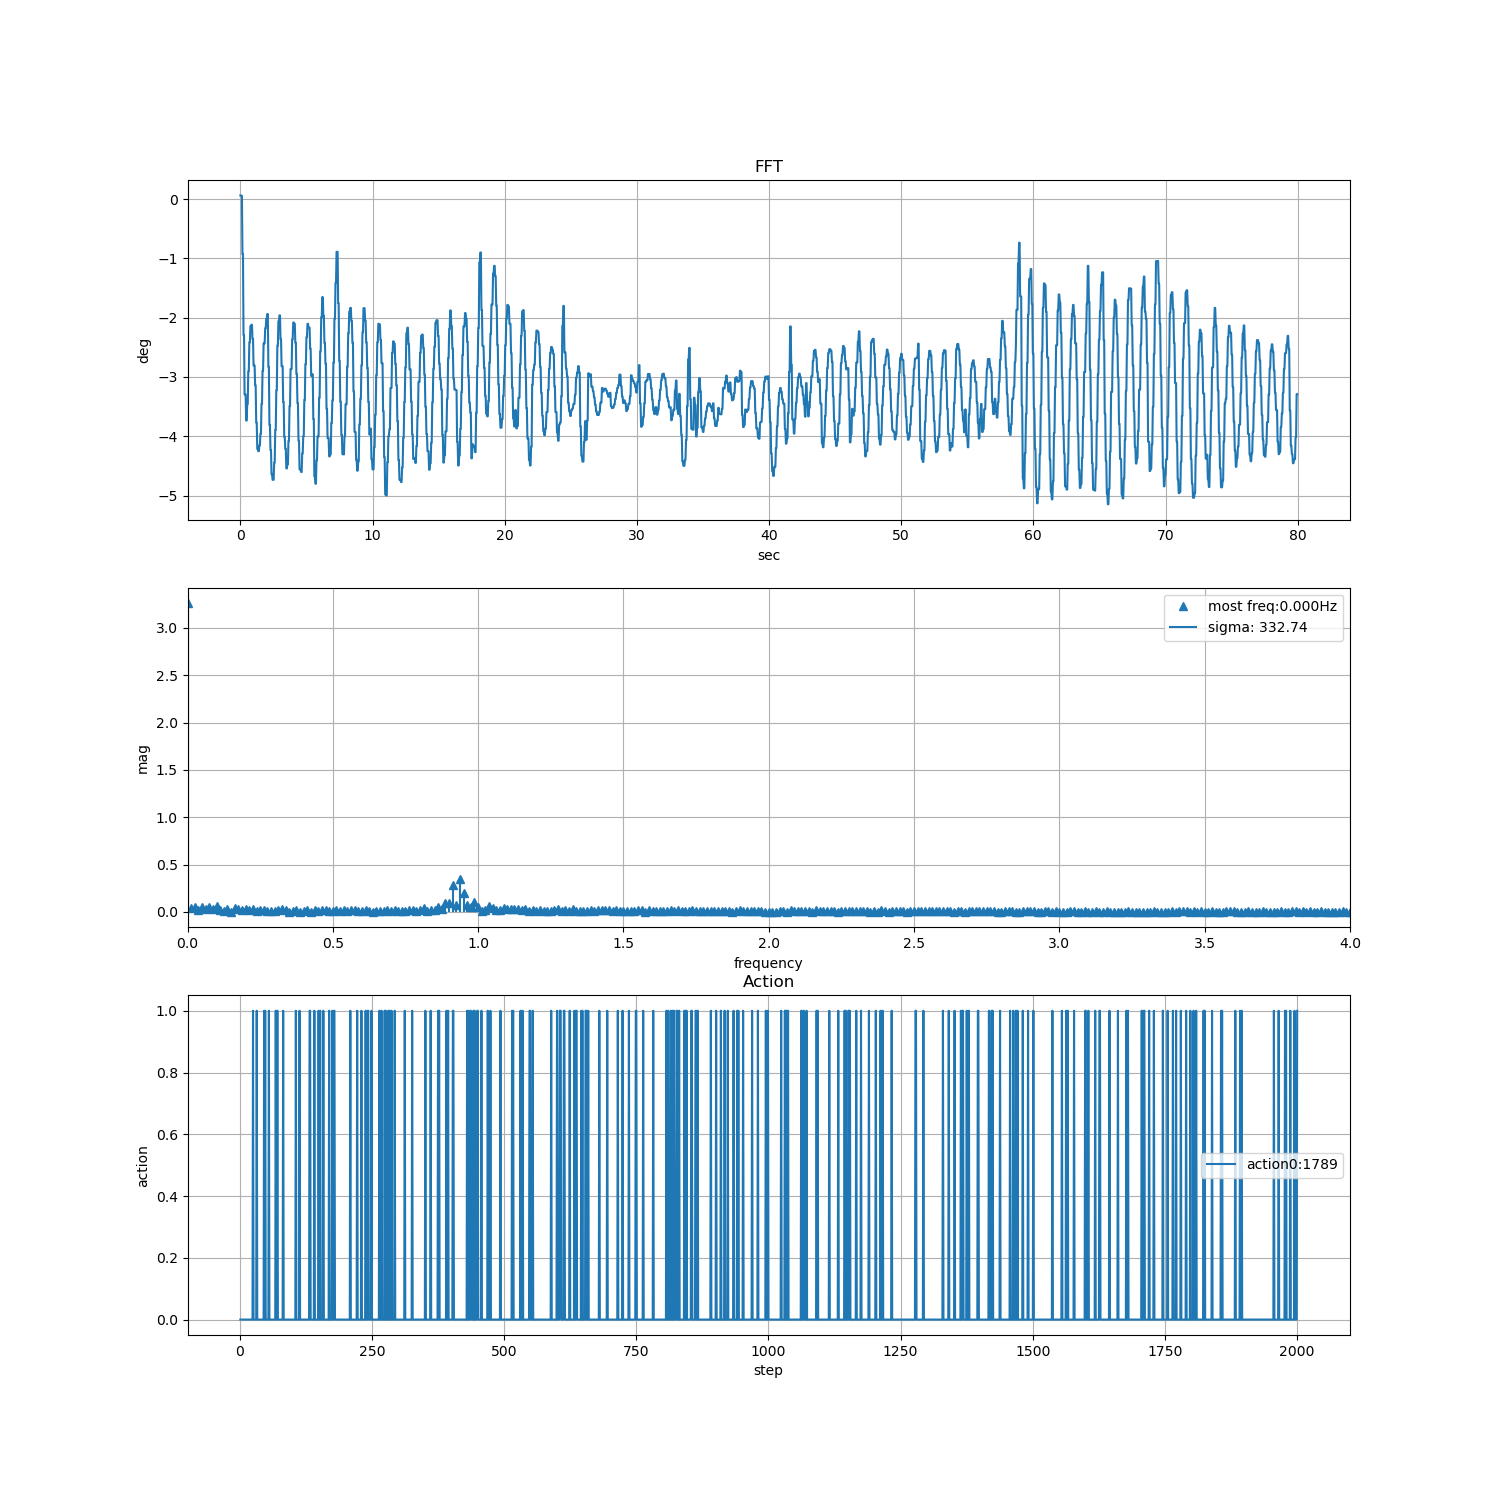 FFT
0
−1
−2
−3
−4
−5
deg
0 10 20 30 40 50 60 70 80
sec
most freq:0.000Hz
sigma: 332.74
3.0
2.5
2.0
1.5
1.0
0.5
0.0
mag
0.0 0.5 1.0 1.5 2.0 2.5 3.0 3.5 4.0
frequency
Action
1.0
0.8
0.6
0.4
0.2
0.0
action
action0:1789
0 250 500 750 1000 1250 1500 1750 2000
step